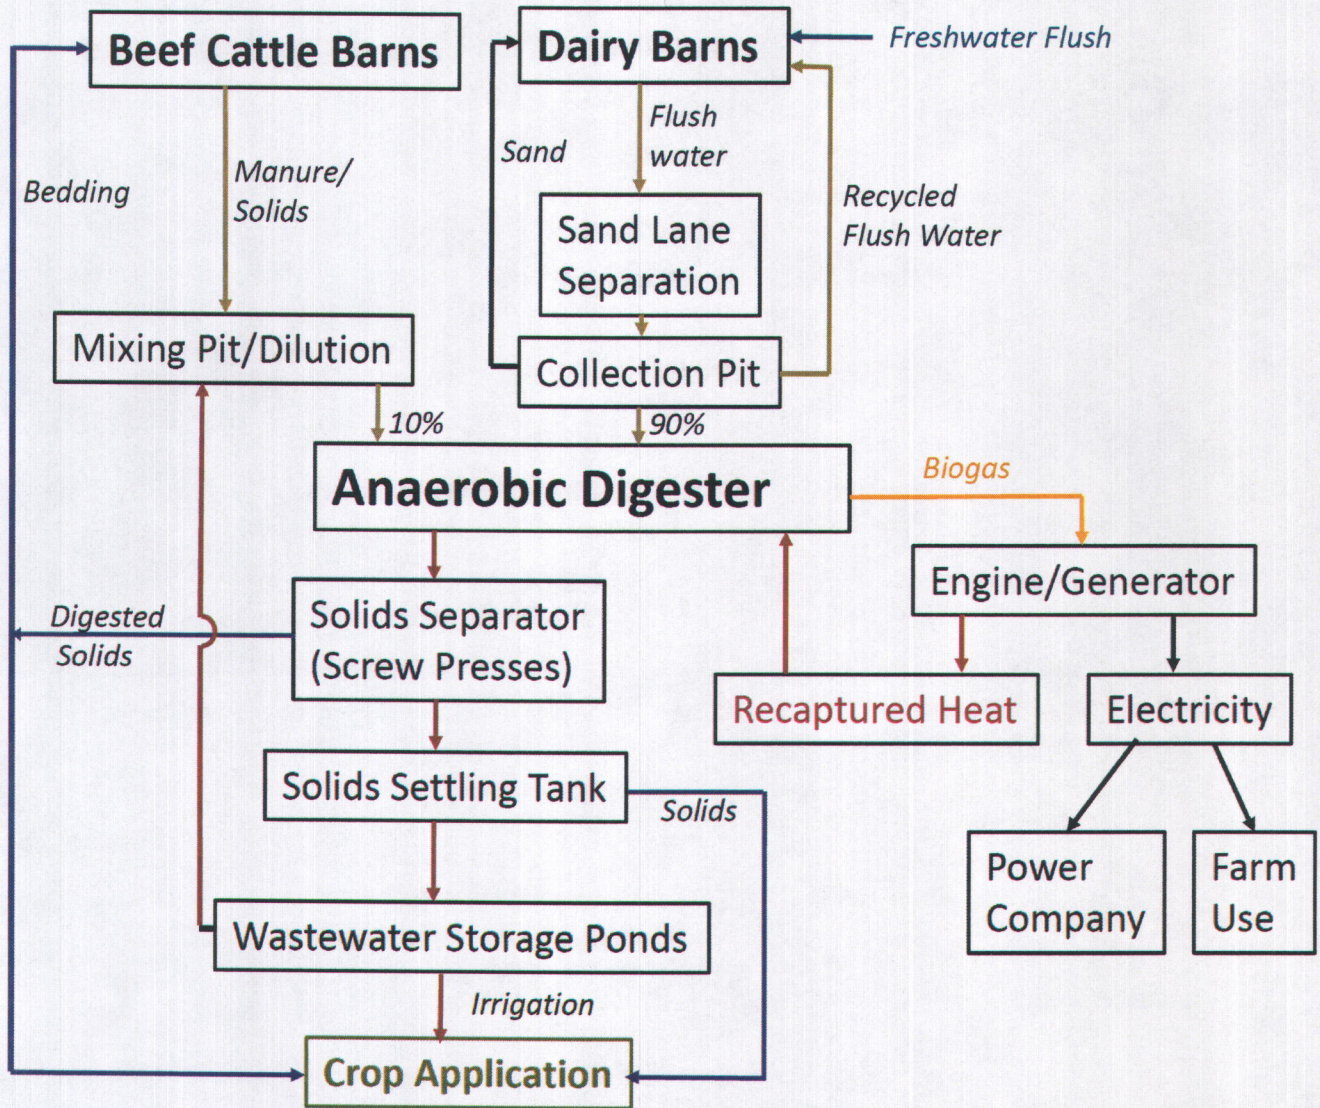 Beef Cattle Barns
Dairy Barns
Freshwater Flush
Bedding
Manure/
Solids
Sand
Flush
water
Recycled
Flush Water
Sand Lane
Separation
Mixing Pit/Dilution
Collection Pit
10%
90%
Anaerobic Digester
Biogas
Engine/Generator
Digested
Solids
Solids Separator
(Screw Presses)
Recaptured Heat
Electricity
Solids Settling Tank
Solids
Power
Company
Farm
Use
Wastewater Storage Ponds
Irrigation
Crop Application